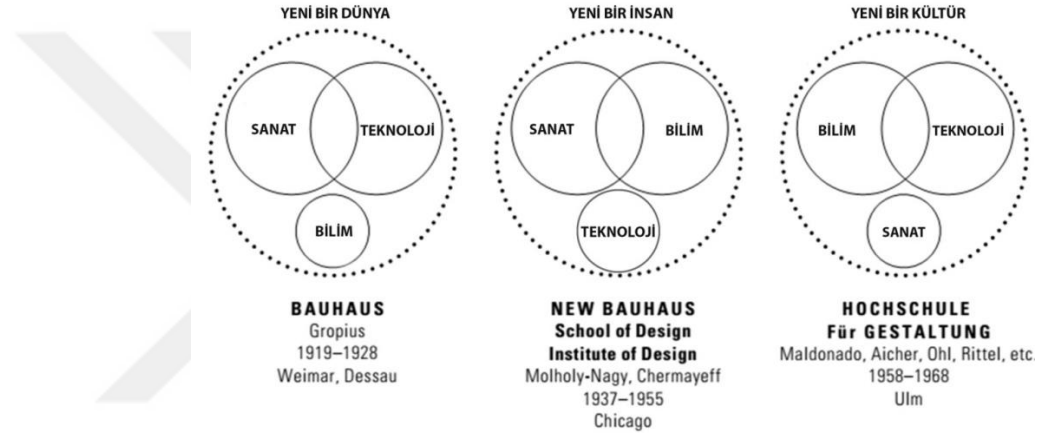 YENİ BİR DÜNYA
SANAT
TEKNOLOJİ
BİLİM
BAUHAUS
Gropius
1919–1928
Weimar, Dessau
YENİ BİR İNSAN
SANAT
BİLİM
TEKNOLOJİ
NEW BAUHAUS
School of Design
Institute of Design
Molholy-Nagy, Chermayeff
1937–1955
Chicago
YENİ BİR KÜLTÜR
BİLİM
TEKNOLOJİ
SANAT
HOCHSCHULE
Für GESTALTUNG
Maldonado, Aicher, Ohl, Rittel, etc.
1958–1968
Ulm